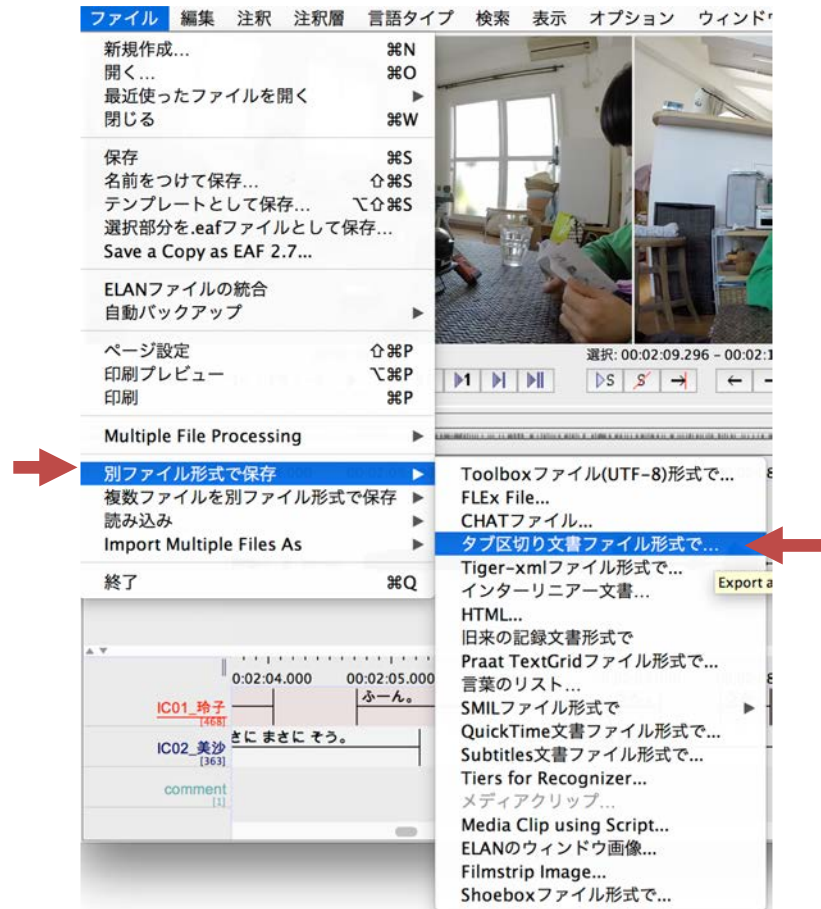 ファイル 編集 注釈 注釈層 言語タイプ 検索 表示 オプション
新規作成... ⌘N
開く... ⌘O
最近使ったファイルを開く ▶
閉じる ⌘W
保存 ⌘S
名前をつけて保存... ⇧⌘S
テンプレートとして保存... ⌥⇧⌘S
選択部分を.eafファイルとして保存...
Save a Copy as EAF 2.7...
ELANファイルの統合
自動バックアップ ▶
ページ設定 ⇧⌘P
印刷プレビュー ⌥⌘P
印刷 ⌘P
Multiple File Processing ▶
別ファイル形式で保存 ▶
複数ファイルを別ファイル形式で保存 ▶
読み込み ▶
Import Multiple Files As ▶
終了 ⌘Q
選択: 00:02:09.296 –
1
S S
Toolboxファイル(UTF-8)形式で...
FLEx File...
CHATファイル...
タブ区切り文書ファイル形式で...
Tiger-xmlファイル形式で...
Export
インターリニアー文書...
HTML...
旧来の記録文書形式で
Praat TextGridファイル形式で...
言葉のリスト...
SMILファイル形式で ▶
QuickTime文書ファイル形式で...
Subtitles文書ファイル形式で...
Tiers for Recognizer...
メディアクリップ...
Media Clip using Script...
ELANのウィンドウ画像...
Filmstrip Image...
Shoeboxファイル形式で...
0:02:04.000 00:02:05.000
IC01_玲子 ふーん。
[468]
IC02_美沙 さに まさに そう。
[363]
comment
[1]